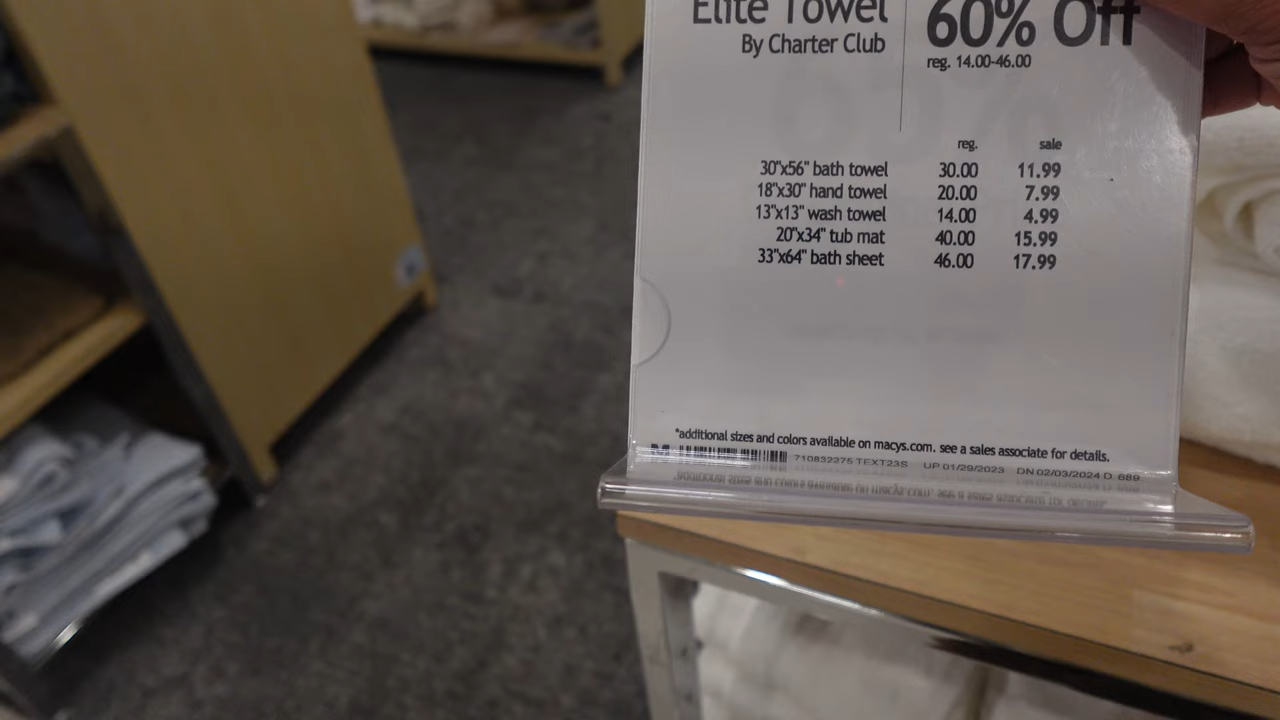 Elite Towel
By Charter Club
60% Off
reg. 14.00-46.00
reg. sale
30"x56" bath towel 30.00 11.99
18"x30" hand towel 20.00 7.99
13"x13" wash towel 14.00 4.99
20"x34" tub mat 40.00 15.99
33"x64" bath sheet 46.00 17.99
*additional sizes and colors available on macys.com. see a sales associate for details.
M 710832275 TEXT23S UP 01/29/2023 DN 02/03/2024 D 689